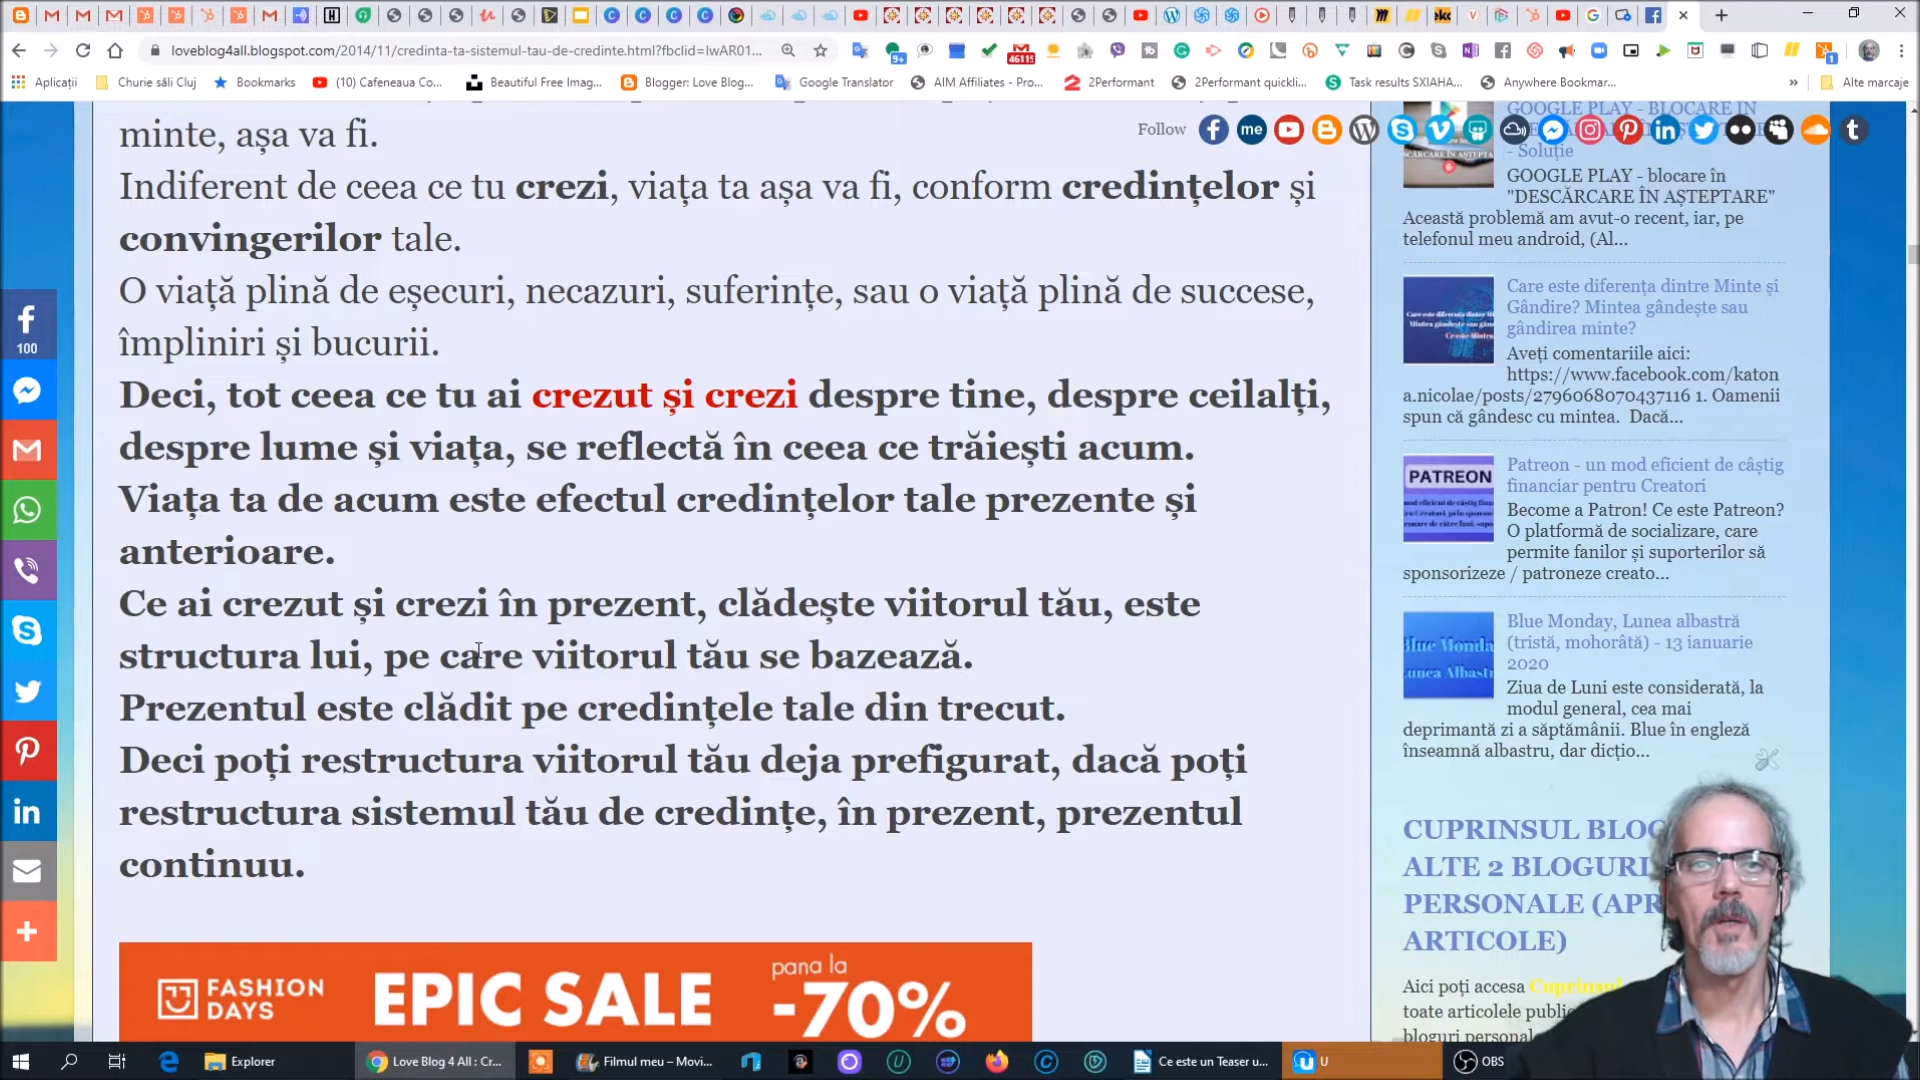 loveblog4all.blogspot.com/2014/11/credinta-ta-sistemul-tau-de-credinte.html?fbclid=IwAR01...
Aplicații
Churie săli Cluj
Bookmarks
(10) Cafeneaua Co...
Beautiful Free Imag...
Blogger: Love Blog...
Google Translator
AIM Affiliates - Pro...
2Performant
2Performant quickli...
Task results SXIAHA...
Anywhere Bookmar...
»
Alte marcaje
minte, așa va fi.
Indiferent de ceea ce tu crezi, viața ta așa va fi, conform credințelor și
convingerilor tale.
O viață plină de eșecuri, necazuri, suferințe, sau o viață plină de succese,
împliniri și bucurii.
Deci, tot ceea ce tu ai crezut și crezi despre tine, despre ceilalți,
despre lume și viața, se reflectă în ceea ce trăiești acum.
Viața ta de acum este efectul credințelor tale prezente și
anterioare.
Ce ai crezut și crezi în prezent, clădește viitorul tău, este
structura lui, pe care viitorul tău se bazează.
Prezentul este clădit pe credințele tale din trecut.
Deci poți restructura viitorul tău deja prefigurat, dacă poți
restructura sistemul tău de credințe, în prezent, prezentul
continuu.
FASHION
DAYS
EPIC SALE
pana la
-70%
100
Follow
GOOGLE PLAY - BLOCARE ÎN
- Soluție
GOOGLE PLAY - blocare în
"DESCĂRCARE ÎN AȘTEPTARE"
Această problemă am avut-o recent, iar, pe
telefonul meu android, (Al...
Care este diferența dintre Minte și
Gândire? Mintea gândește sau
gândirea minte?
Aveți comentariile aici:
https://www.facebook.com/katon
a.nicolae/posts/2796068070437116 1. Oamenii
spun că gândesc cu mintea. Dacă...
PATREON
Patreon - un mod eficient de câștig
financiar pentru Creatori
Become a Patron! Ce este Patreon?
O platformă de socializare, care
permite fanilor și suporterilor să
sponsorizeze / patroneze creato...
Blue Monday, Lunea albastră
(tristă, mohorâtă) - 13 ianuarie
2020
Ziua de Luni este considerată, la
modul general, cea mai
deprimantă zi a săptămânii. Blue în engleză
înseamnă albastru, dar dicțio...
CUPRINSUL
ALTE 2 BLOGURI
PERSONALE
ARTICOLE)
Aici poți accesa Cuprinsul
toate articolele
bloguri
Explorer
Love Blog 4 All : Cr...
Filmul meu – Movi...
Ce este un Teaser u...
U
OBS